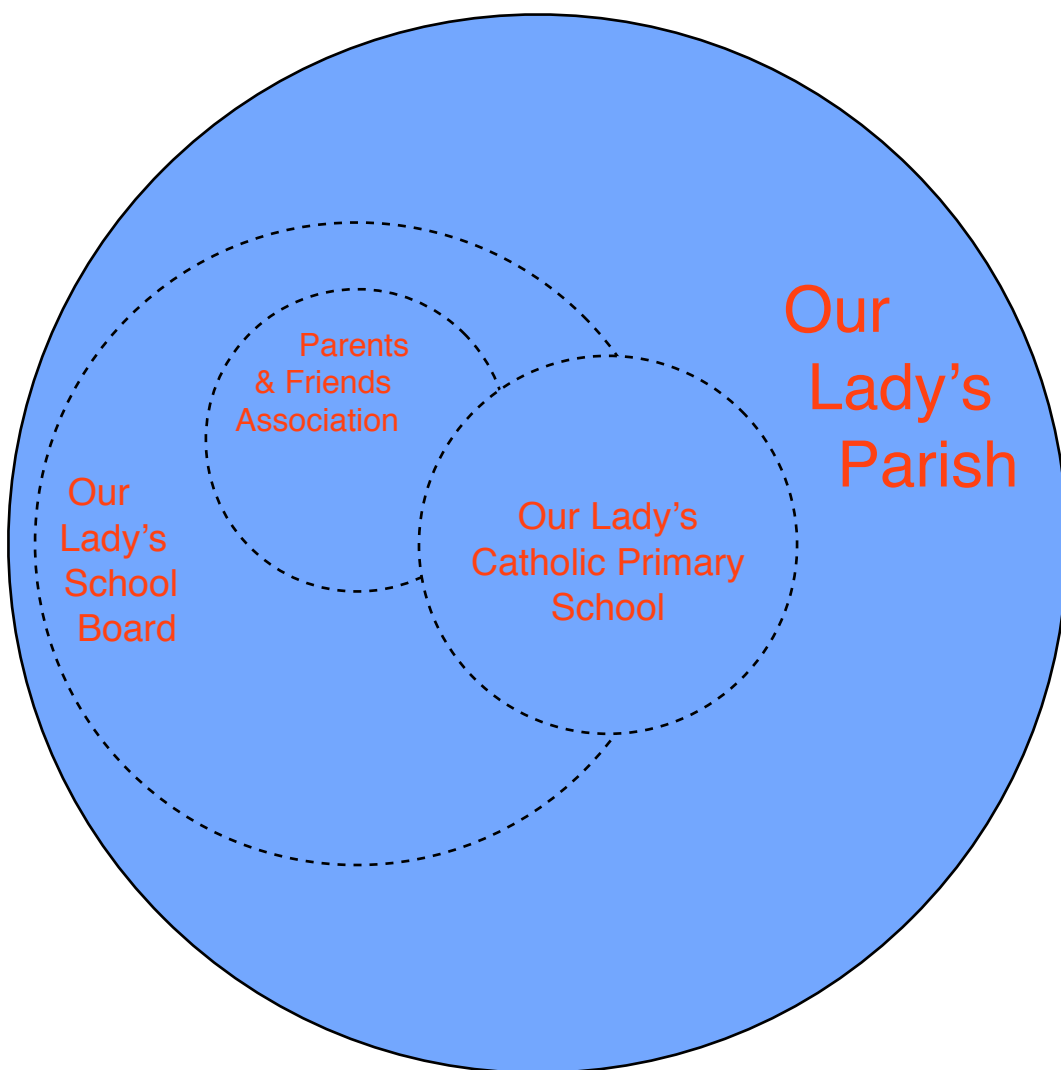 Our
Lady’s
Parish
Parents
& Friends
Association
Our
Lady’s
School
Board
Our Lady’s
Catholic Primary
School